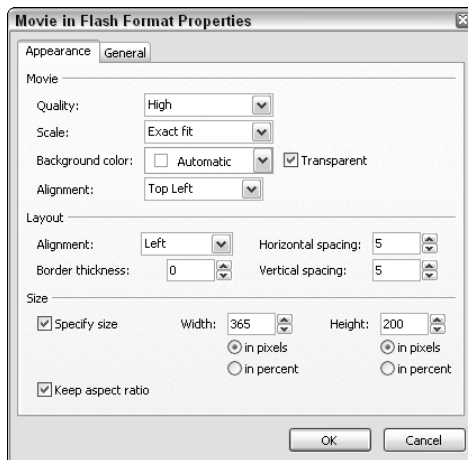 Movie in Flash Format Properties
Appearance General
Movie
Quality: High
Scale: Exact fit
Background color: Automatic Transparent
Alignment: Top Left
Layout
Alignment: Left Horizontal spacing: 5
Border thickness: 0 Vertical spacing: 5
Size
Specify size Width: 365 Height: 200
in pixels in pixels
in percent in percent
Keep aspect ratio
OK Cancel